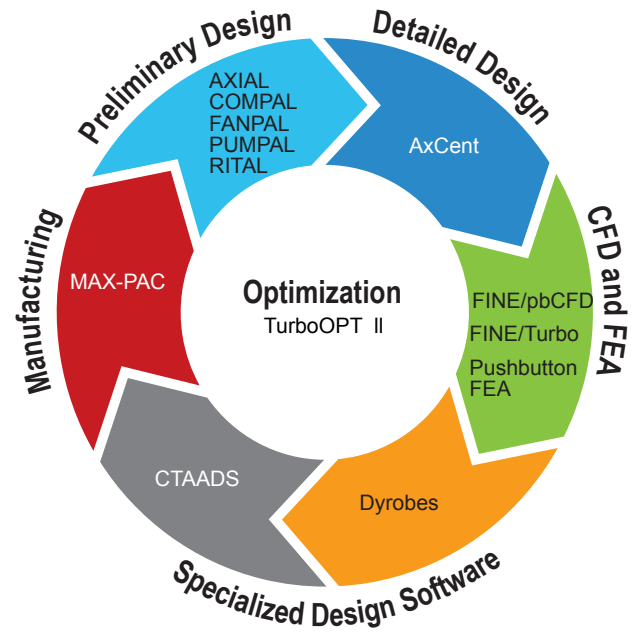 Preliminary Design
AXIAL
COMPAL
FANPAL
PUMPAL
RITAL
Detailed Design
AxCent
CFD and FEA
FINE/pbCFD
FINE/Turbo
Pushbutton
FEA
Optimization
TurboOPT II
Dyrobes
CTAADS
Specialized Design Software
MAX-PAC
Manufacturing